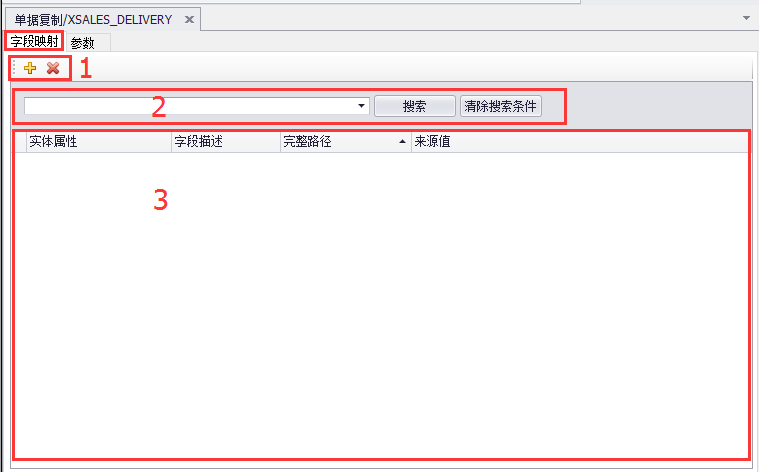 单据复制/XSALES_DELIVERY
字段映射 参数
1
2 搜索 清除搜索条件
实体属性 字段描述 完整路径 来源值
3